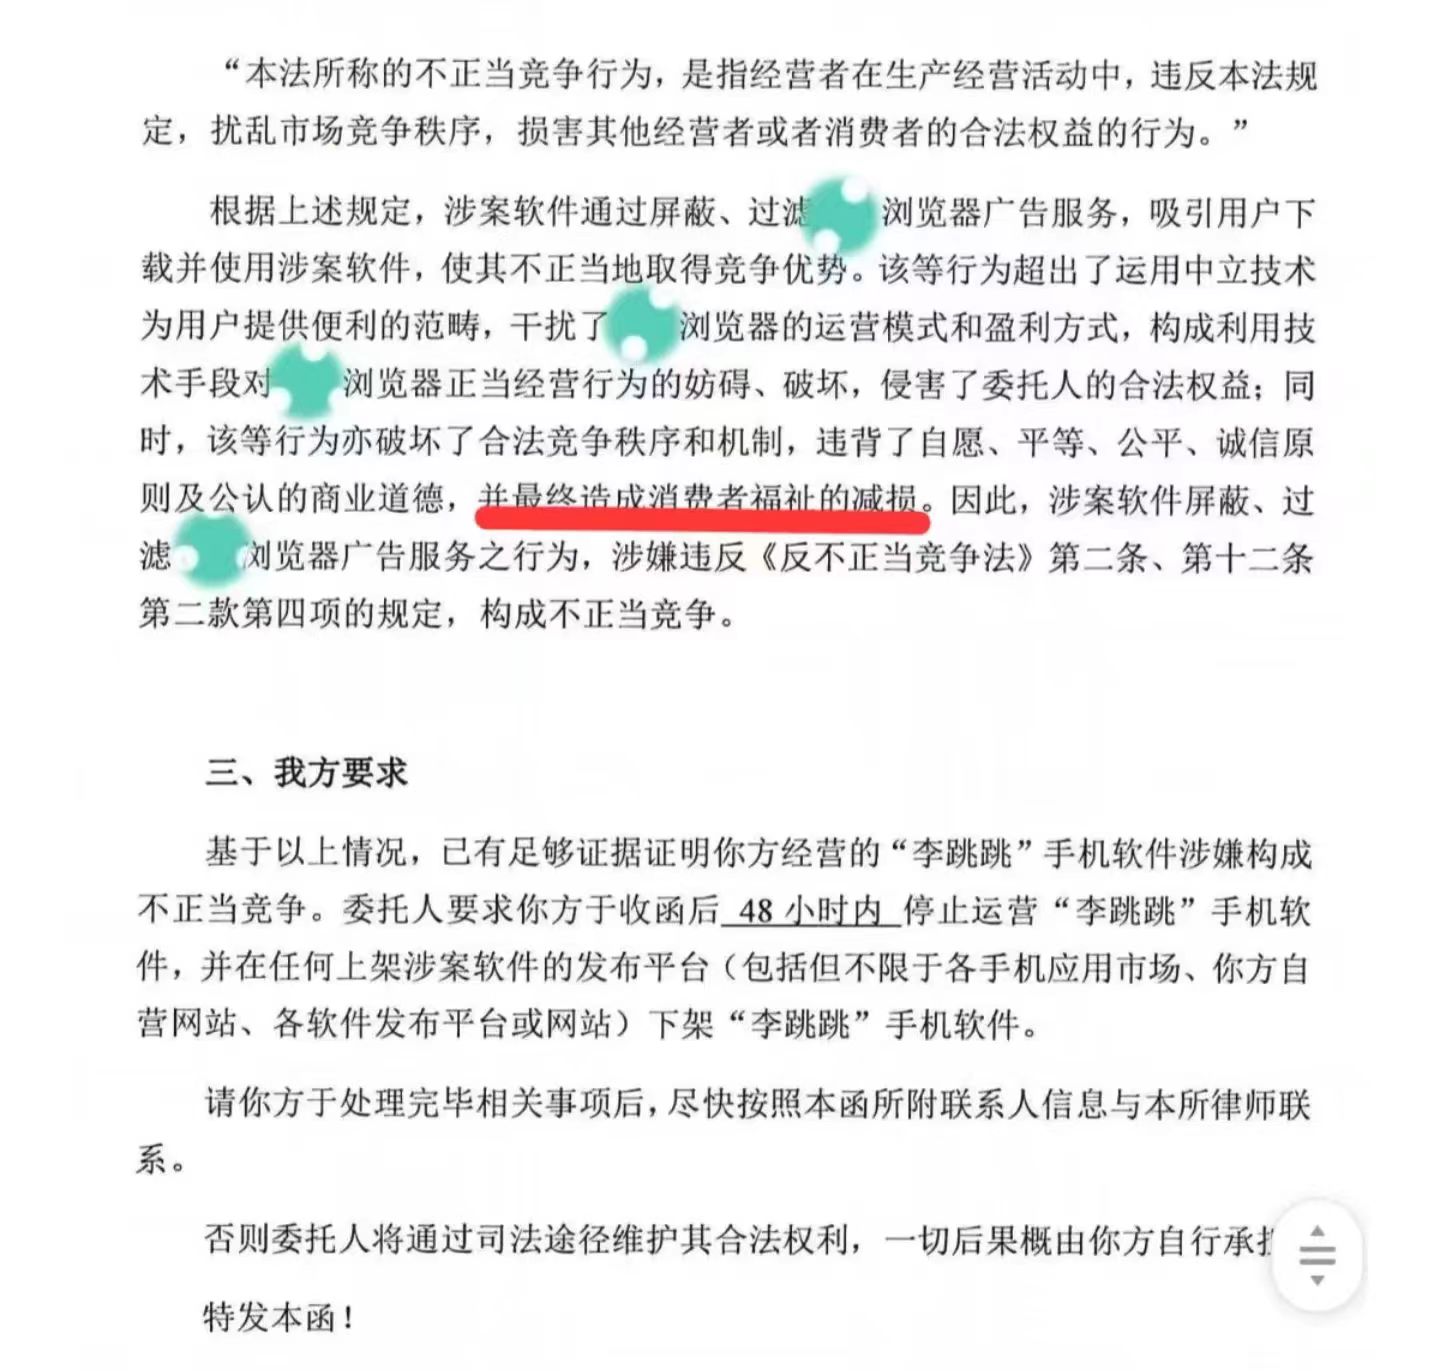 “本法所称的不正当竞争行为，是指经营者在生产经营活动中，违反本法规
定，扰乱市场竞争秩序，损害其他经营者或者消费者的合法权益的行为。”
根据上述规定，涉案软件通过屏蔽、过滤 浏览器广告服务，吸引用户下
载并使用涉案软件，使其不正当地取得竞争优势。该等行为超出了运用中立技术
为用户提供便利的范畴，干扰了 浏览器的运营模式和盈利方式，构成利用技
术手段对 浏览器正当经营行为的妨碍、破坏，侵害了委托人的合法权益；同
时，该等行为亦破坏了合法竞争秩序和机制，违背了自愿、平等、公平、诚信原
则及公认的商业道德，并最终造成消费者福祉的减损。因此，涉案软件屏蔽、过
滤 浏览器广告服务之行为，涉嫌违反《反不正当竞争法》第二条、第十二条
第二款第四项的规定，构成不正当竞争。
三、我方要求
基于以上情况，已有足够证据证明你方经营的“李跳跳”手机软件涉嫌构成
不正当竞争。委托人要求你方于收函后 48 小时内 停止运营“李跳跳”手机软
件，并在任何上架涉案软件的发布平台（包括但不限于各手机应用市场、你方自
营网站、各软件发布平台或网站）下架“李跳跳”手机软件。
请你方于处理完毕相关事项后，尽快按照本函所附联系人信息与本所律师联
系。
否则委托人将通过司法途径维护其合法权利，一切后果概由你方自行承担
特发本函！